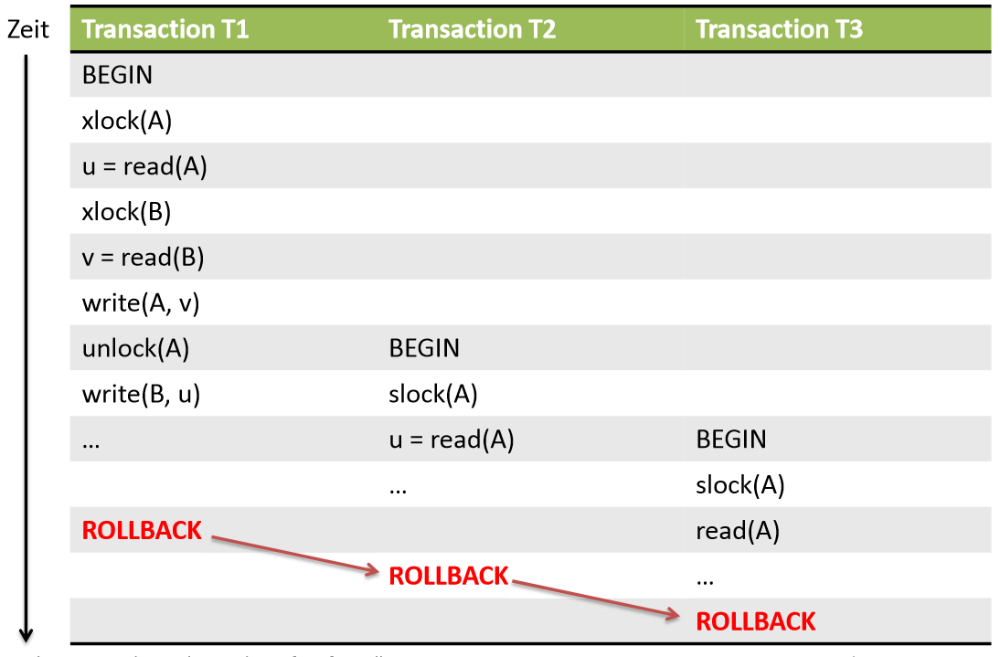 Zeit Transaction T1 Transaction T2 Transaction T3
BEGIN
xlock(A)
u = read(A)
xlock(B)
v = read(B)
write(A, v)
unlock(A) BEGIN
write(B, u) slock(A)
... u = read(A) BEGIN
... slock(A)
ROLLBACK read(A)
ROLLBACK ...
ROLLBACK